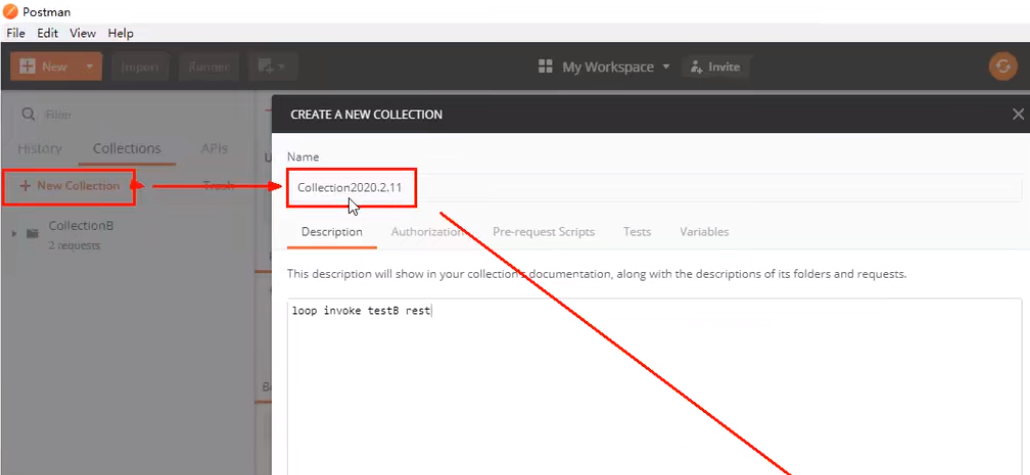 Postman
File Edit View Help
New Import Runner My Workspace Invite
Filter
CREATE A NEW COLLECTION
History Collections APIs
Name
+ New Collection Trash
Collection2020.2.11
CollectionB
2 requests
Description Authorization Pre-request Scripts Tests Variables
This description will show in your collection's documentation, along with the descriptions of its folders and requests.
loop invoke testB rest